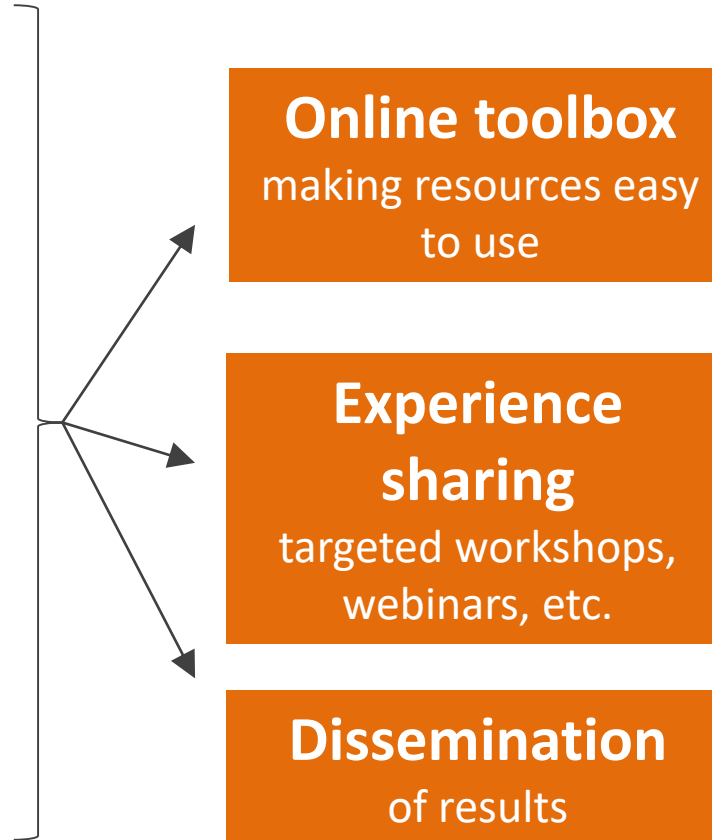 Online toolbox
making resources easy
to use
Experience
sharing
targeted workshops,
webinars, etc.
Dissemination
of results